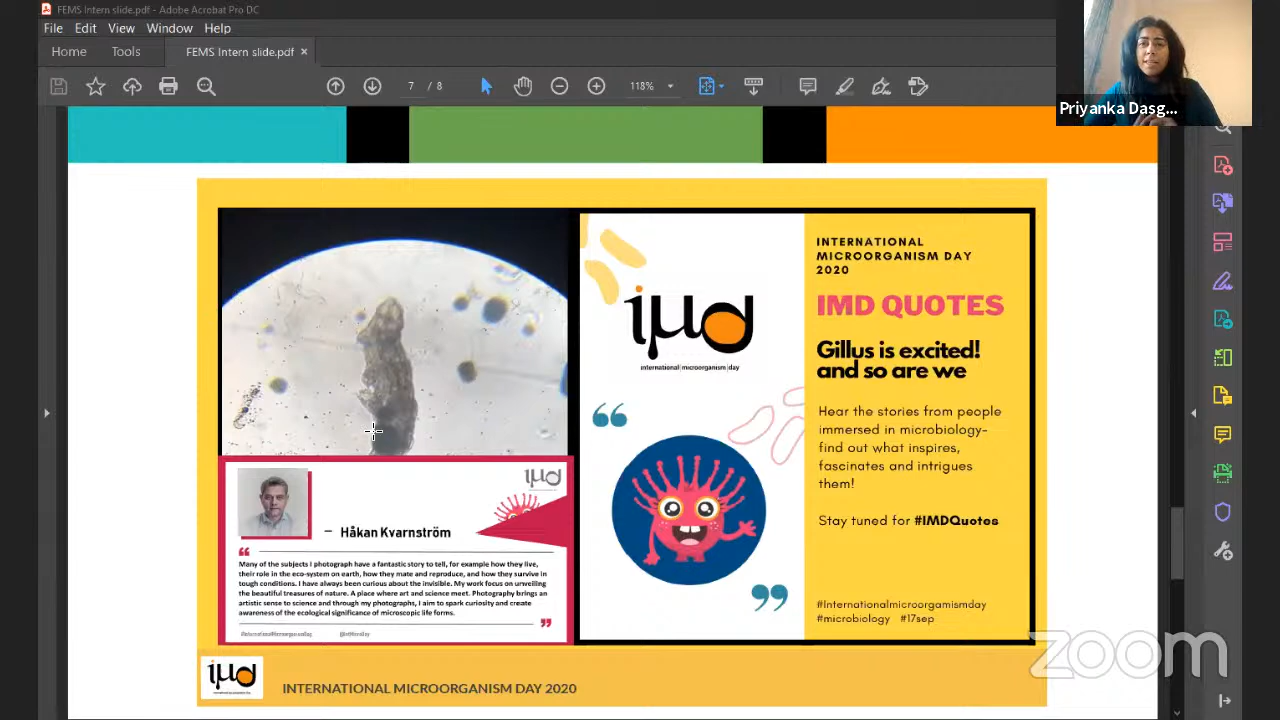 FEMS Intern slide.pdf - Adobe Acrobat Pro DC
File Edit View Window Help
Home Tools FEMS Intern slide.pdf ×
7 / 8 118%
Priyanka Dasg...
INTERNATIONAL
MICROORGANISM DAY
2020
IMD QUOTES
Gillus is excited!
and so are we
Hear the stories from people
immersed in microbiology-
find out what inspires,
fascinates and intrigues
them!
Stay tuned for #IMDQuotes
#Internationalmicroorgamismday
#microbiology #17sep
iµd
international|microorganism|day
“
”
iµd
– Håkan Kvarnström
“
Many of the subjects I photograph have a fantastic story to tell, for example how they live,
their role in the eco-system on earth, how they mate and reproduce, and how they survive in
tough conditions. I have always been curious about the invisible. My work focus on unveiling
the beautiful treasures of nature. A place where art and science meet. Photography brings an
artistic sense to science and through my photographs, I aim to spark curiosity and create
awareness of the ecological significance of microscopic life forms.
”
iµd
INTERNATIONAL MICROORGANISM DAY 2020
zoom